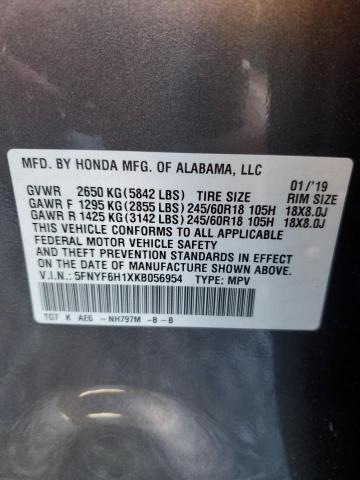 MFD. BY HONDA MFG. OF ALABAMA, LLC
GVWR 2650 KG(5842 LBS) TIRE SIZE 01/'19 RIM SIZE
GAWR F 1295 KG(2855 LBS) 245/60R18 105H 18X8.0J
GAWR R 1425 KG(3142 LBS) 245/60R18 105H 18X8.0J
THIS VEHICLE CONFORMS TO ALL APPLICABLE
FEDERAL MOTOR VEHICLE SAFETY
AND THEFT PREVENTION STANDARDS IN EFFECT ON
THE DATE OF MANUFACTURE SHOWN ABOVE.
V.I.N.: 5FNYF6H1XKB056954 TYPE: MPV
TG7 K AE6 -NH797M -B -B